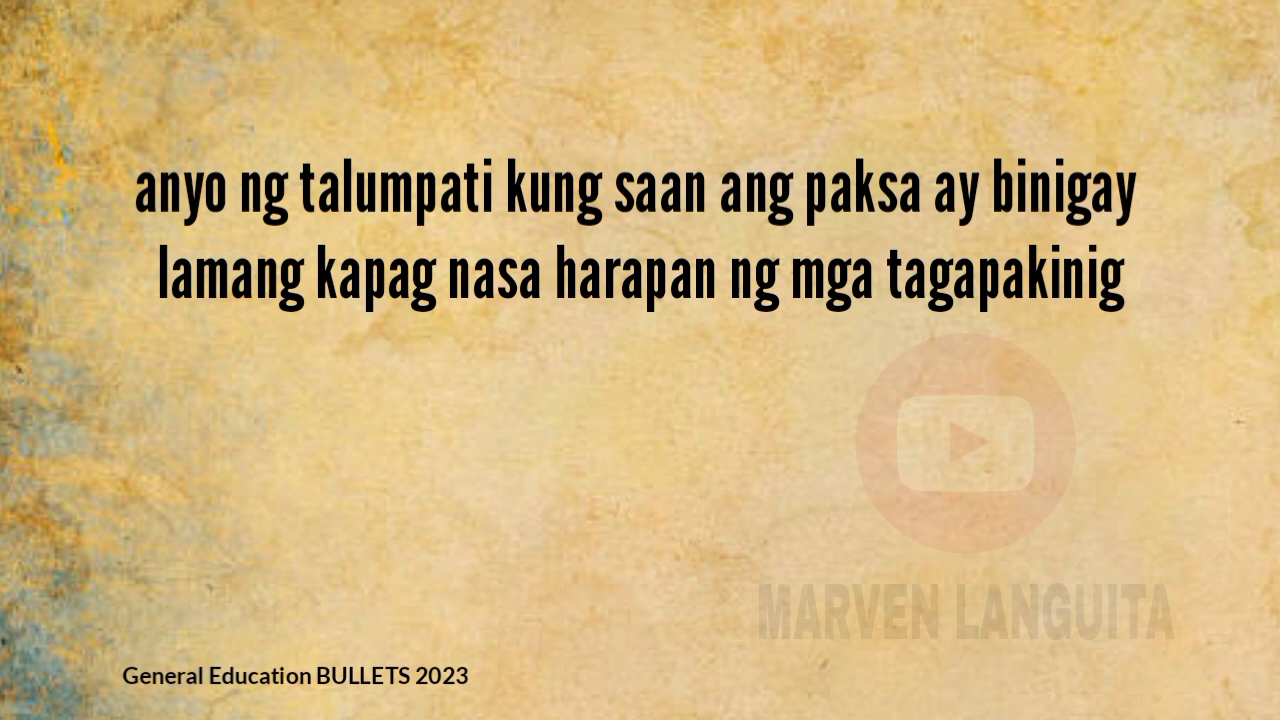 anyo ng talumpati kung saan ang paksa ay binigay
lamang kapag nasa harapan ng mga tagapakinig
MARVEN LANGUITA
General Education BULLETS 2023